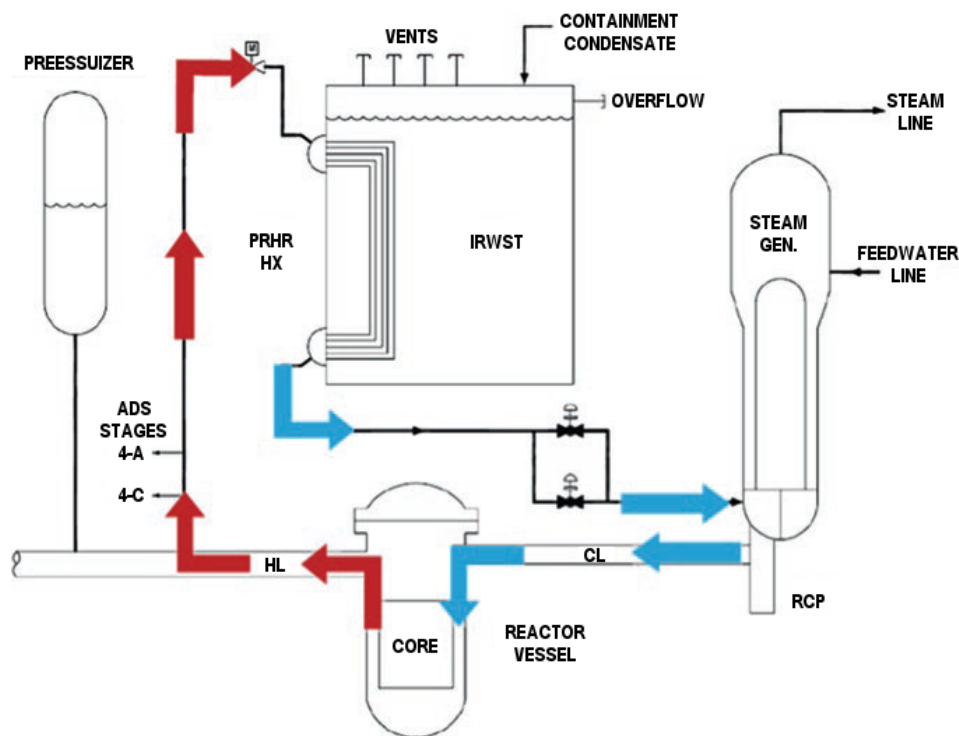 CONTAINMENT
CONDENSATE
VENTS
PREESSUIZER
M
OVERFLOW
STEAM
LINE
PRHR
HX
IRWST
STEAM
GEN.
FEEDWATER
LINE
ADS
STAGES
4-A
4-C
HL
CL
RCP
CORE
REACTOR
VESSEL